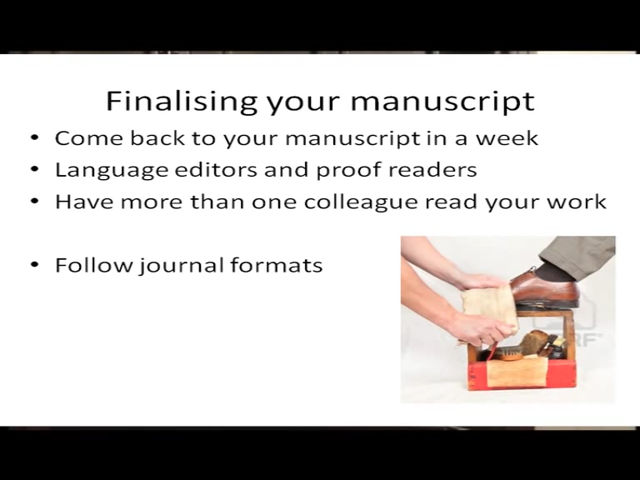 Finalising your manuscript
• Come back to your manuscript in a week
• Language editors and proof readers
• Have more than one colleague read your work
• Follow journal formats